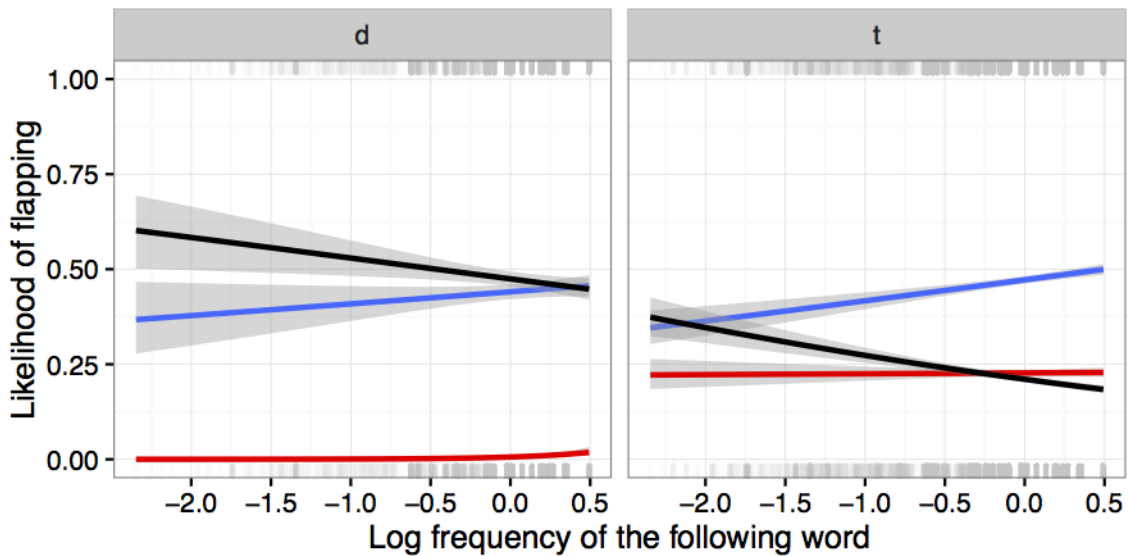 d
t
Likelihood of flapping
1.00
0.75
0.50
0.25
0.00
−2.0 −1.5 −1.0 −0.5 0.0 0.5
−2.0 −1.5 −1.0 −0.5 0.0 0.5
Log frequency of the following word